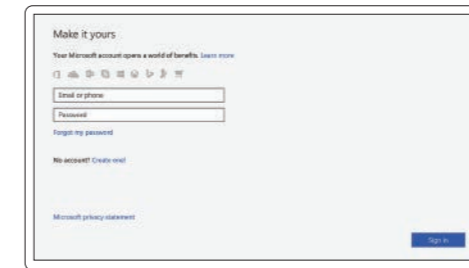 Make it yours
Your Microsoft account opens a world of benefits. Learn more
Email or phone
Password
Forgot my password
No account? Create one!
Microsoft privacy statement
Sign in